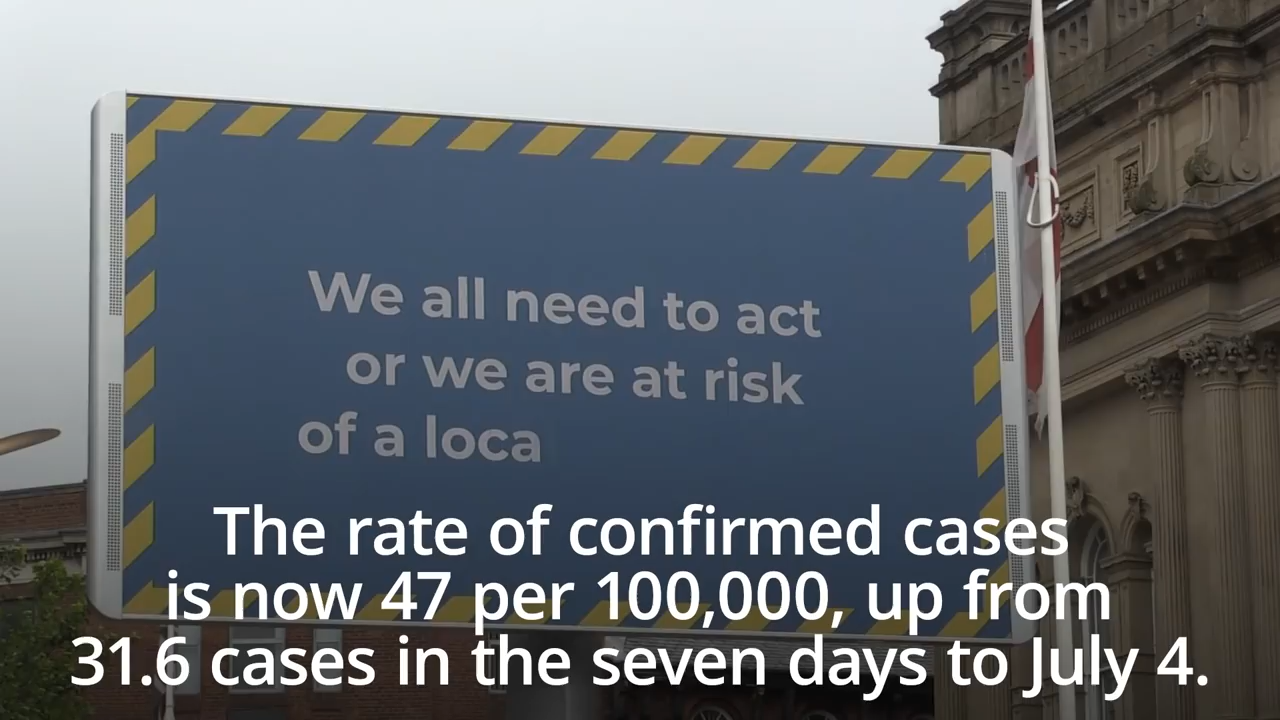 We all need to act
or we are at risk
of a loca
The rate of confirmed cases
is now 47 per 100,000, up from
31.6 cases in the seven days to July 4.